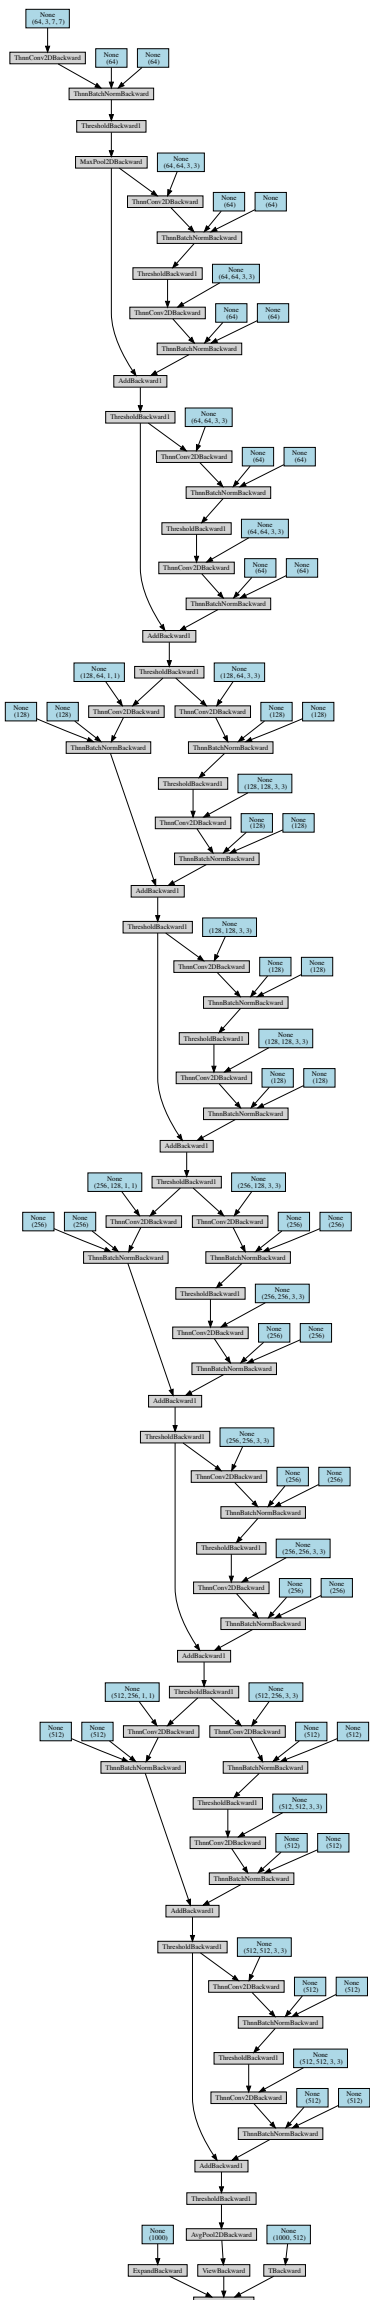 None
(64, 3, 7, 7)
ThnnConv2DBackward
None
(64)
None
(64)
ThnnBatchNormBackward
ThresholdBackward1
MaxPool2DBackward
None
(64, 64, 3, 3)
ThnnConv2DBackward
None
(64)
None
(64)
ThnnBatchNormBackward
ThresholdBackward1
None
(64, 64, 3, 3)
ThnnConv2DBackward
None
(64)
None
(64)
ThnnBatchNormBackward
AddBackward1
ThresholdBackward1
None
(64, 64, 3, 3)
ThnnConv2DBackward
None
(64)
None
(64)
ThnnBatchNormBackward
ThresholdBackward1
None
(64, 64, 3, 3)
ThnnConv2DBackward
None
(64)
None
(64)
ThnnBatchNormBackward
AddBackward1
None
(128, 64, 1, 1)
ThresholdBackward1
None
(128, 64, 3, 3)
None
(128)
None
(128)
ThnnConv2DBackward
ThnnConv2DBackward
None
(128)
None
(128)
ThnnBatchNormBackward
ThnnBatchNormBackward
ThresholdBackward1
None
(128, 128, 3, 3)
ThnnConv2DBackward
None
(128)
None
(128)
ThnnBatchNormBackward
AddBackward1
ThresholdBackward1
None
(128, 128, 3, 3)
ThnnConv2DBackward
None
(128)
None
(128)
ThnnBatchNormBackward
ThresholdBackward1
None
(128, 128, 3, 3)
ThnnConv2DBackward
None
(128)
None
(128)
ThnnBatchNormBackward
AddBackward1
None
(256, 128, 1, 1)
ThresholdBackward1
None
(256, 128, 3, 3)
None
(256)
None
(256)
ThnnConv2DBackward
ThnnConv2DBackward
None
(256)
None
(256)
ThnnBatchNormBackward
ThnnBatchNormBackward
ThresholdBackward1
None
(256, 256, 3, 3)
ThnnConv2DBackward
None
(256)
None
(256)
ThnnBatchNormBackward
AddBackward1
ThresholdBackward1
None
(256, 256, 3, 3)
ThnnConv2DBackward
None
(256)
None
(256)
ThnnBatchNormBackward
ThresholdBackward1
None
(256, 256, 3, 3)
ThnnConv2DBackward
None
(256)
None
(256)
ThnnBatchNormBackward
AddBackward1
None
(512, 256, 1, 1)
ThresholdBackward1
None
(512, 256, 3, 3)
None
(512)
None
(512)
ThnnConv2DBackward
ThnnConv2DBackward
None
(512)
None
(512)
ThnnBatchNormBackward
ThnnBatchNormBackward
ThresholdBackward1
None
(512, 512, 3, 3)
ThnnConv2DBackward
None
(512)
None
(512)
ThnnBatchNormBackward
AddBackward1
ThresholdBackward1
None
(512, 512, 3, 3)
ThnnConv2DBackward
None
(512)
None
(512)
ThnnBatchNormBackward
ThresholdBackward1
None
(512, 512, 3, 3)
ThnnConv2DBackward
None
(512)
None
(512)
ThnnBatchNormBackward
AddBackward1
ThresholdBackward1
None
(1000)
AvgPool2DBackward
None
(1000, 512)
ExpandBackward
ViewBackward
TBackward